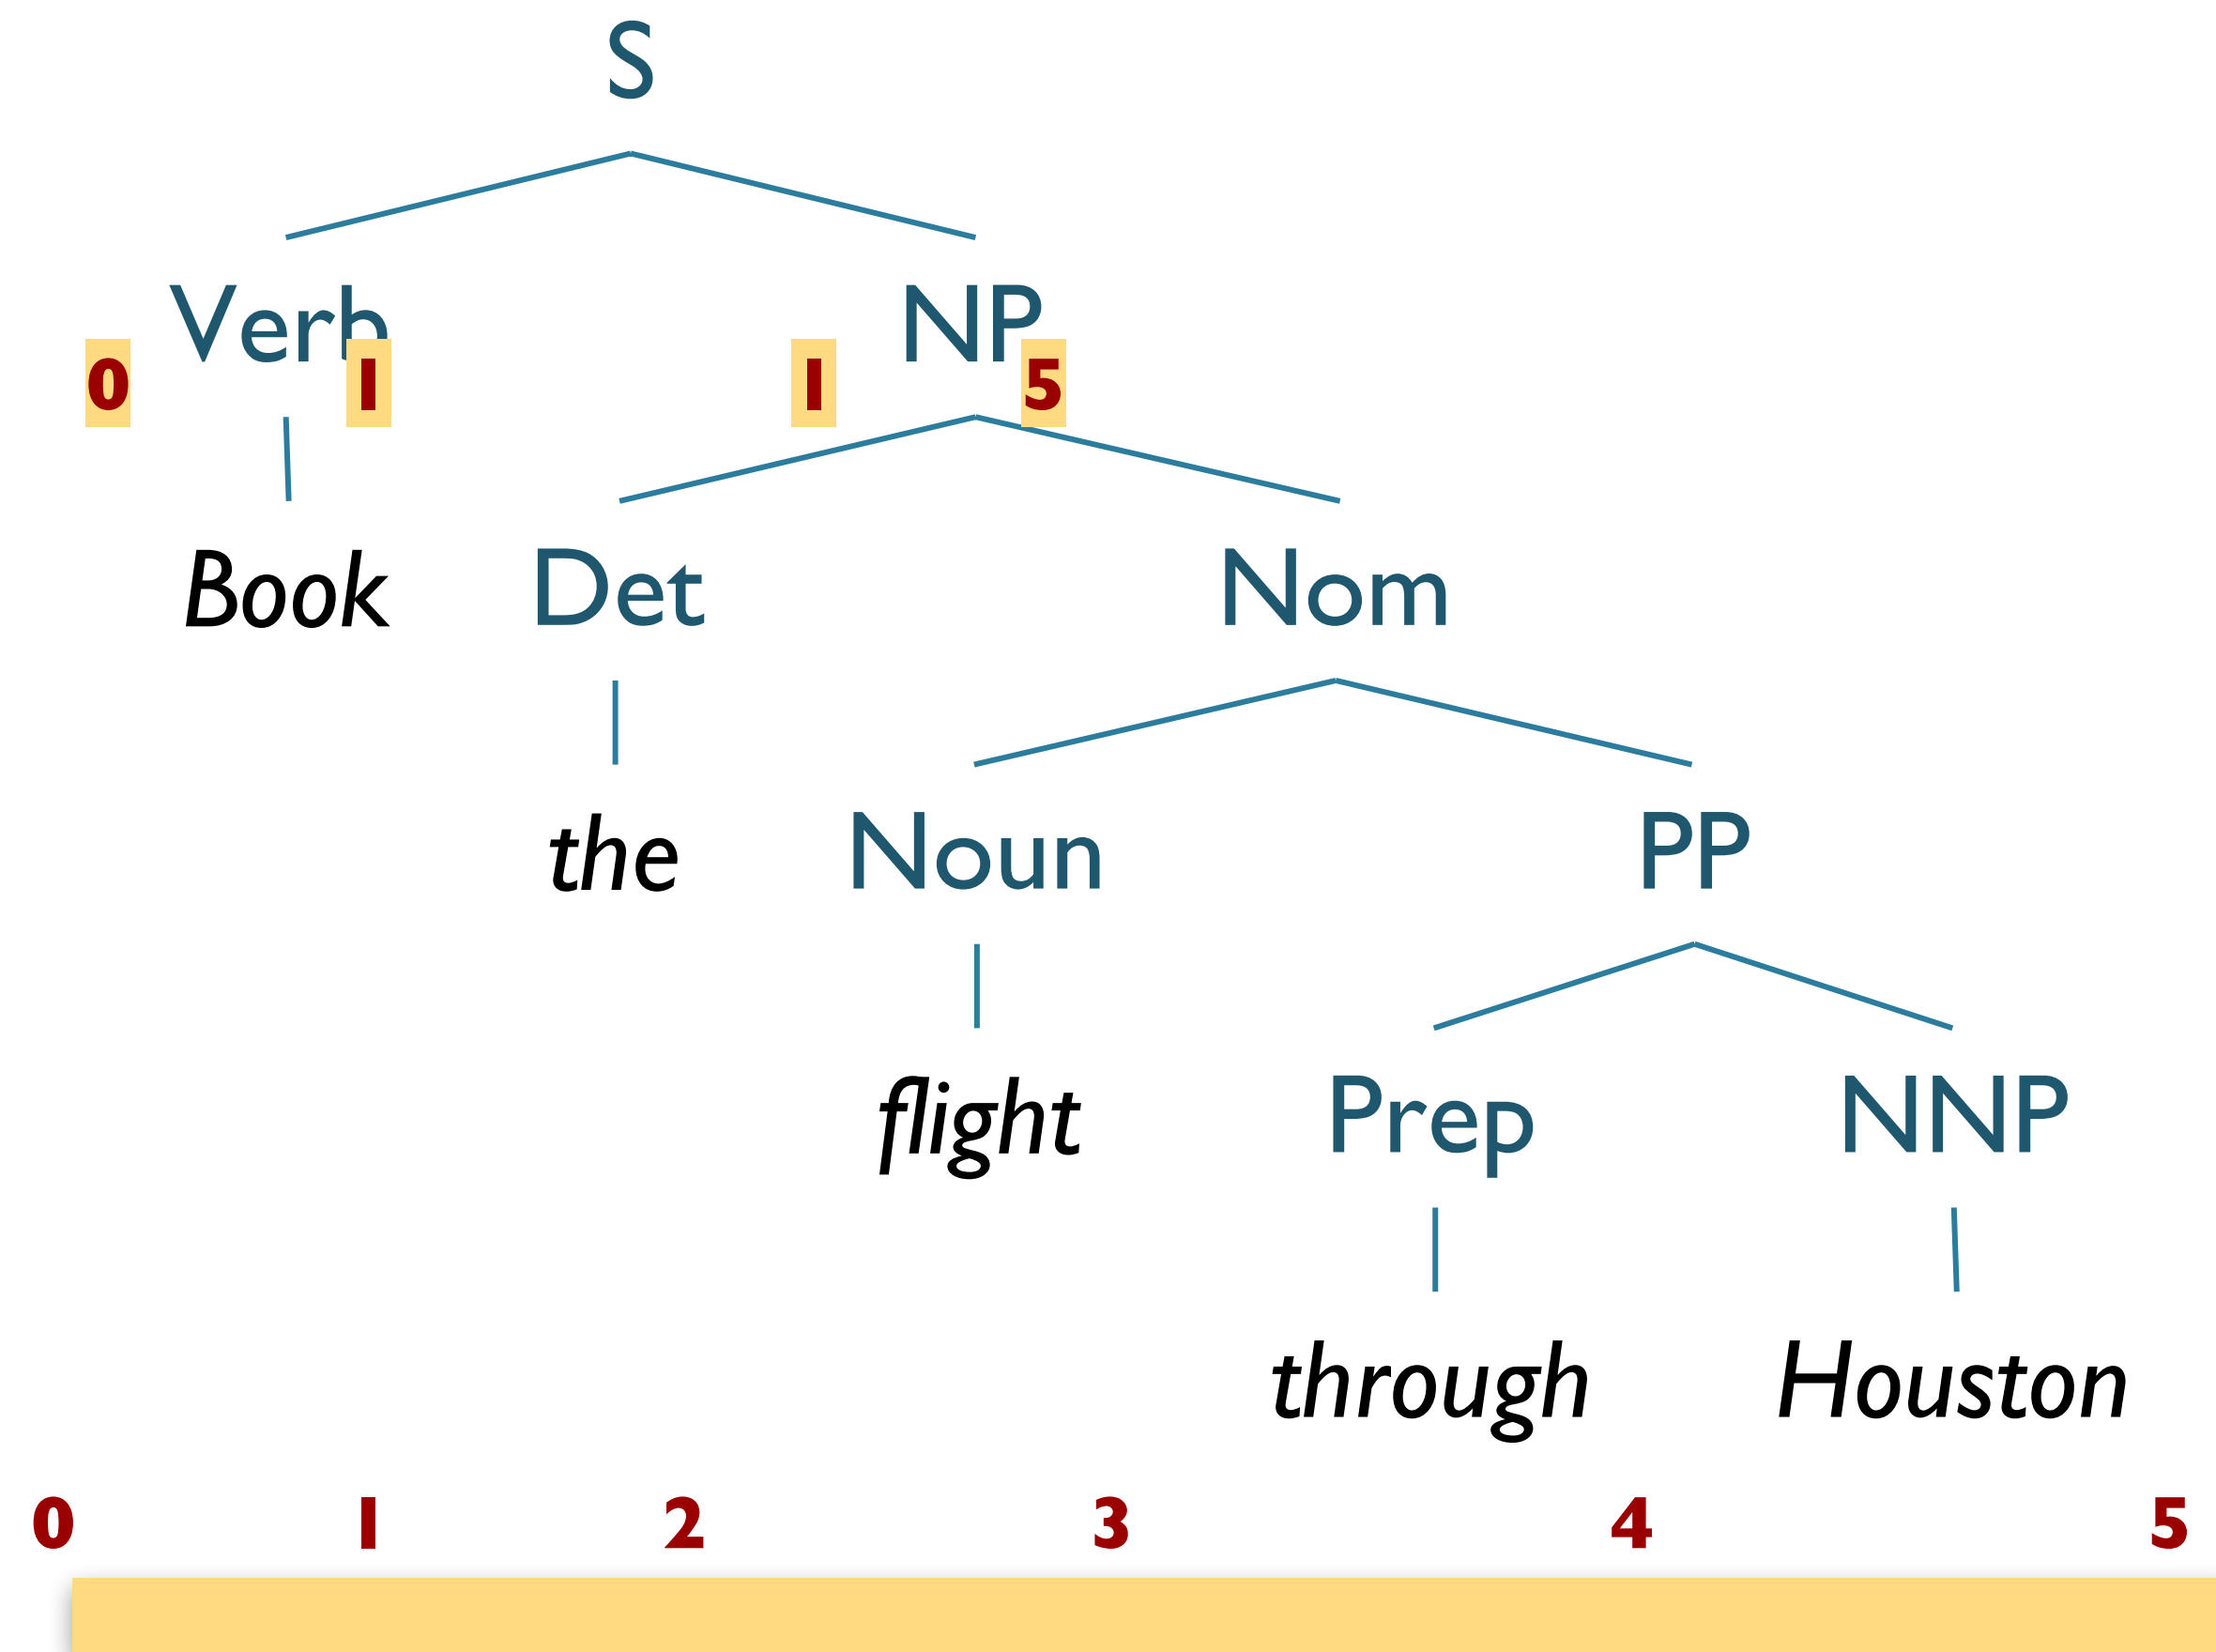 S
Verb NP
0 1 1 5
Book Det Nom
the Noun PP
flight Prep NNP
through Houston
0 1 2 3 4 5